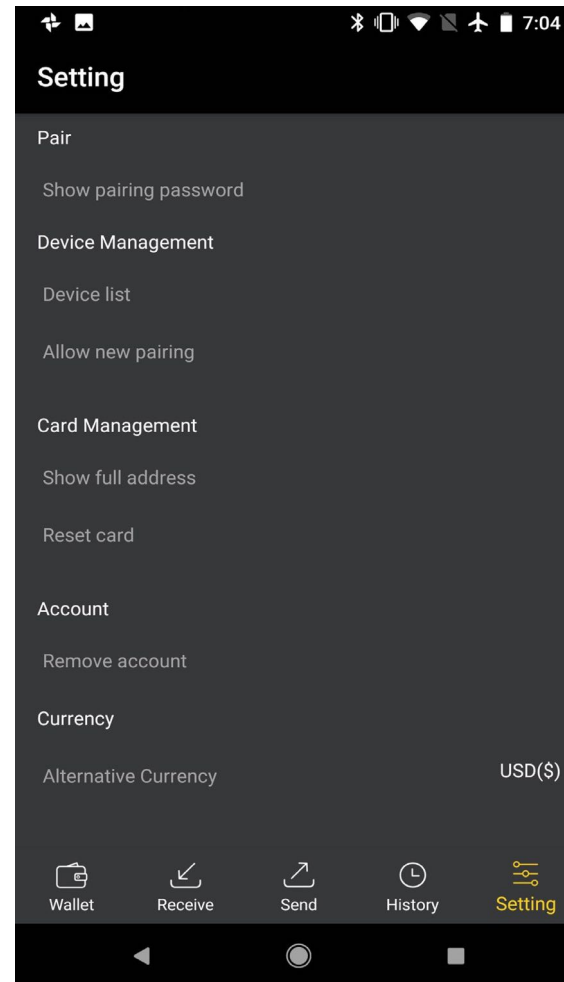 7:04
Setting
Pair
Show pairing password
Device Management
Device list
Allow new pairing
Card Management
Show full address
Reset card
Account
Remove account
Currency
Alternative Currency USD($)
Wallet Receive Send History Setting